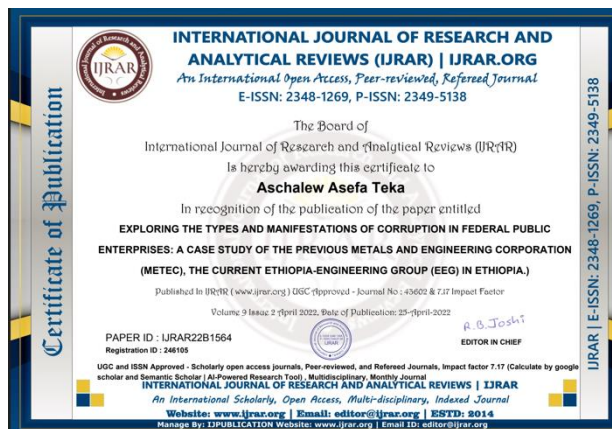 INTERNATIONAL JOURNAL OF RESEARCH AND
ANALYTICAL REVIEWS (IJRAR) | IJRAR.ORG
An International Open Access, Peer-reviewed, Refereed Journal
E-ISSN: 2348-1269, P-ISSN: 2349-5138
International Journal of Research and Analytical Reviews
IJRAR
The Board of
International Journal of Research and Analytical Reviews (IJRAR)
Is hereby awarding this certificate to
Aschalew Asefa Teka
In recognition of the publication of the paper entitled
EXPLORING THE TYPES AND MANIFESTATIONS OF CORRUPTION IN FEDERAL PUBLIC
ENTERPRISES: A CASE STUDY OF THE PREVIOUS METALS AND ENGINEERING CORPORATION
(METEC), THE CURRENT ETHIOPIA-ENGINEERING GROUP (EEG) IN ETHIOPIA.)
Published In IJRAR ( www.ijrar.org ) UGC Approved - Journal No : 43602 & 7.17 Impact Factor
Volume 9 Issue 2 April 2022, Date of Publication: 25-April-2022
PAPER ID : IJRAR22B1564
Registration ID : 246105
R.B.Joshi
EDITOR IN CHIEF
UGC and ISSN Approved - Scholarly open access journals, Peer-reviewed, and Refereed Journals, Impact factor 7.17 (Calculate by google
scholar and Semantic Scholar | AI-Powered Research Tool) , Multidisciplinary, Monthly Journal
INTERNATIONAL JOURNAL OF RESEARCH AND ANALYTICAL REVIEWS | IJRAR
An International Scholarly, Open Access, Multi-disciplinary, Indexed Journal
Website: www.ijrar.org | Email: editor@ijrar.org | ESTD: 2014
Manage By: IJPUBLICATION Website: www.ijrar.org | Email ID: editor@ijrar.org
Certificate of Publication
IJRAR | E-ISSN: 2348-1269, P-ISSN: 2349-5138